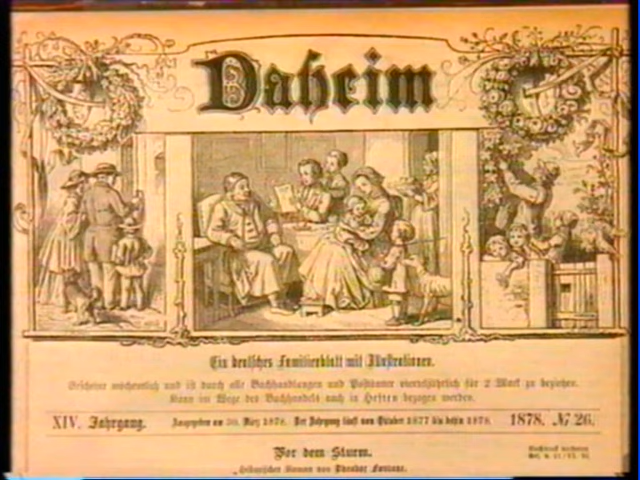 Daheim
Ein deutsches Familienblatt mit Illustrationen.
Erscheint wöchentlich und ist durch alle Buchhandlungen und Postämter vierteljährlich für 2 Mark zu beziehen.
Kann im Wege des Buchhandels auch in Heften bezogen werden.
XIV. Jahrgang. Ausgegeben am 30. März 1878. Der Jahrgang läuft vom Oktober 1877 bis dahin 1878. 1878. № 26.
Vor dem Sturm.
Historischer Roman von Theodor Fontane.